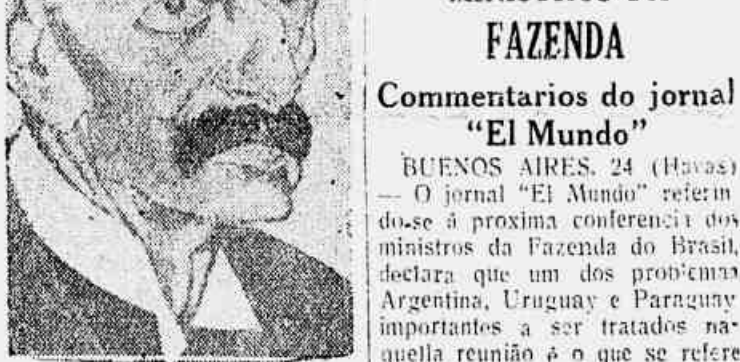 FAZENDA
Commentarios do jornal
"El Mundo"
BUENOS AIRES, 24 (Havas)
— O jornal "El Mundo" referin
do-se á proxima conferencia dos
ministros da Fazenda do Brasil,
declara que um dos problemas
Argentina, Uruguay e Paraguay
importantes a ser tratados na-
quella reunião é o que se refere